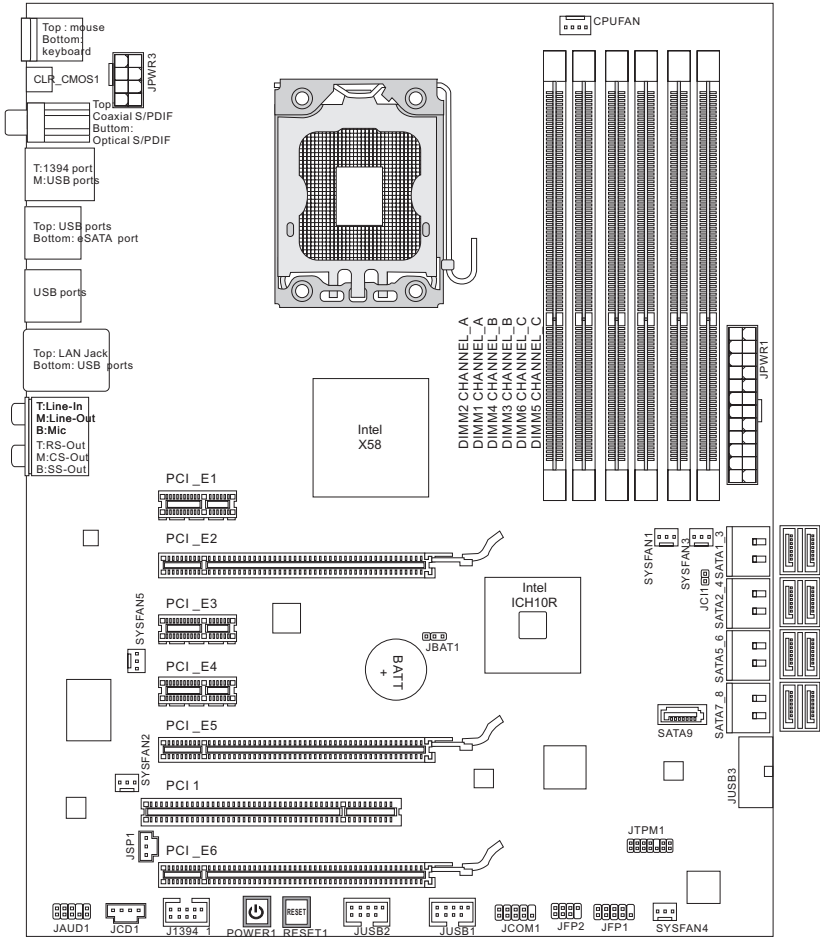 Top : mouse
Bottom:
keyboard
CLR_CMOS1
JPWR3
CPUFAN
Top:
Coaxial S/PDIF
Buttom:
Optical S/PDIF
T:1394 port
M:USB ports
Top: USB ports
Bottom: eSATA port
USB ports
Top: LAN Jack
Bottom: USB ports
T:Line-In
M:Line-Out
B:Mic
T:RS-Out
M:CS-Out
B:SS-Out
DIMM2 CHANNEL_A
DIMM1 CHANNEL_A
DIMM4 CHANNEL_B
DIMM3 CHANNEL_B
DIMM6 CHANNEL_C
DIMM5 CHANNEL_C
JPWR1
Intel
X58
PCI_E1
PCI_E2
SYSFAN1
SYSFAN3
SATA1_3
JCI1
SATA2_4
Intel
ICH10R
PCI_E3
SYSFAN5
JBAT1
SATA5_6
PCI_E4
BATT
+
SATA7_8
SATA9
PCI_E5
SYSFAN2
JUSB3
PCI 1
JSP1
PCI_E6
JTPM1
RESET
JAUD1
JCD1
J1394_1
POWER1
RESET1
JUSB2
JUSB1
JCOM1
JFP2
JFP1
SYSFAN4